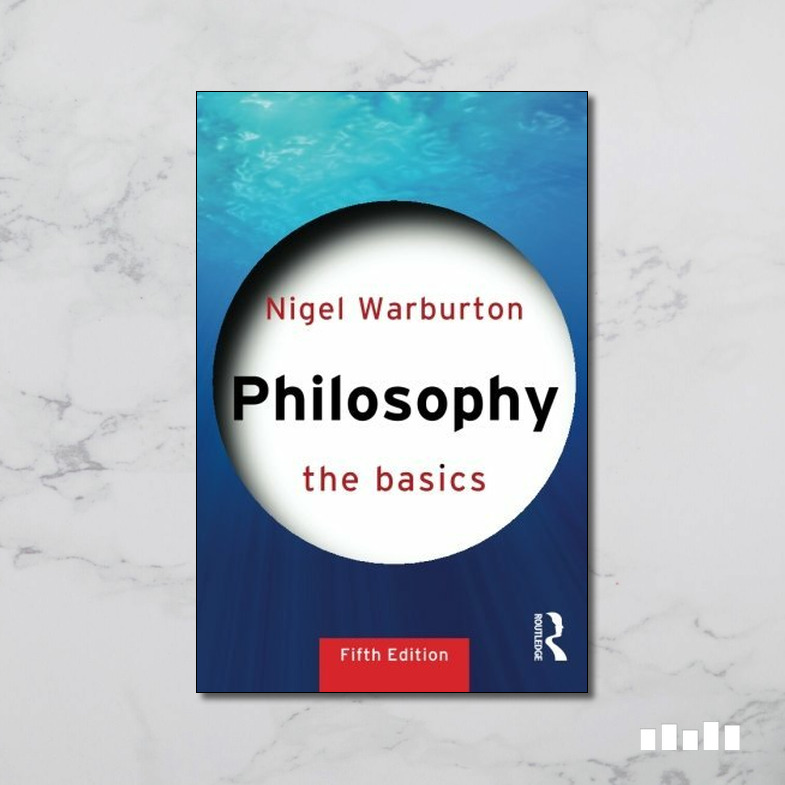 Nigel Warburton
Philosophy
the basics
Fifth Edition
ROUTLEDGE